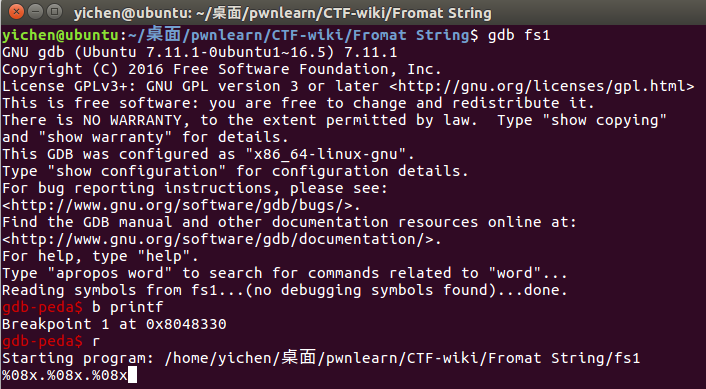 yichen@ubuntu: ~/桌面/pwnlearn/CTF-wiki/Fromat String
yichen@ubuntu:~/桌面/pwnlearn/CTF-wiki/Fromat String$ gdb fs1
GNU gdb (Ubuntu 7.11.1-0ubuntu1~16.5) 7.11.1
Copyright (C) 2016 Free Software Foundation, Inc.
License GPLv3+: GNU GPL version 3 or later <http://gnu.org/licenses/gpl.html>
This is free software: you are free to change and redistribute it.
There is NO WARRANTY, to the extent permitted by law.  Type "show copying"
and "show warranty" for details.
This GDB was configured as "x86_64-linux-gnu".
Type "show configuration" for configuration details.
For bug reporting instructions, please see:
<http://www.gnu.org/software/gdb/bugs/>.
Find the GDB manual and other documentation resources online at:
<http://www.gnu.org/software/gdb/documentation/>.
For help, type "help".
Type "apropos word" to search for commands related to "word"...
Reading symbols from fs1...(no debugging symbols found)...done.
gdb-peda$ b printf
Breakpoint 1 at 0x8048330
gdb-peda$ r
Starting program: /home/yichen/桌面/pwnlearn/CTF-wiki/Fromat String/fs1
%08x.%08x.%08x